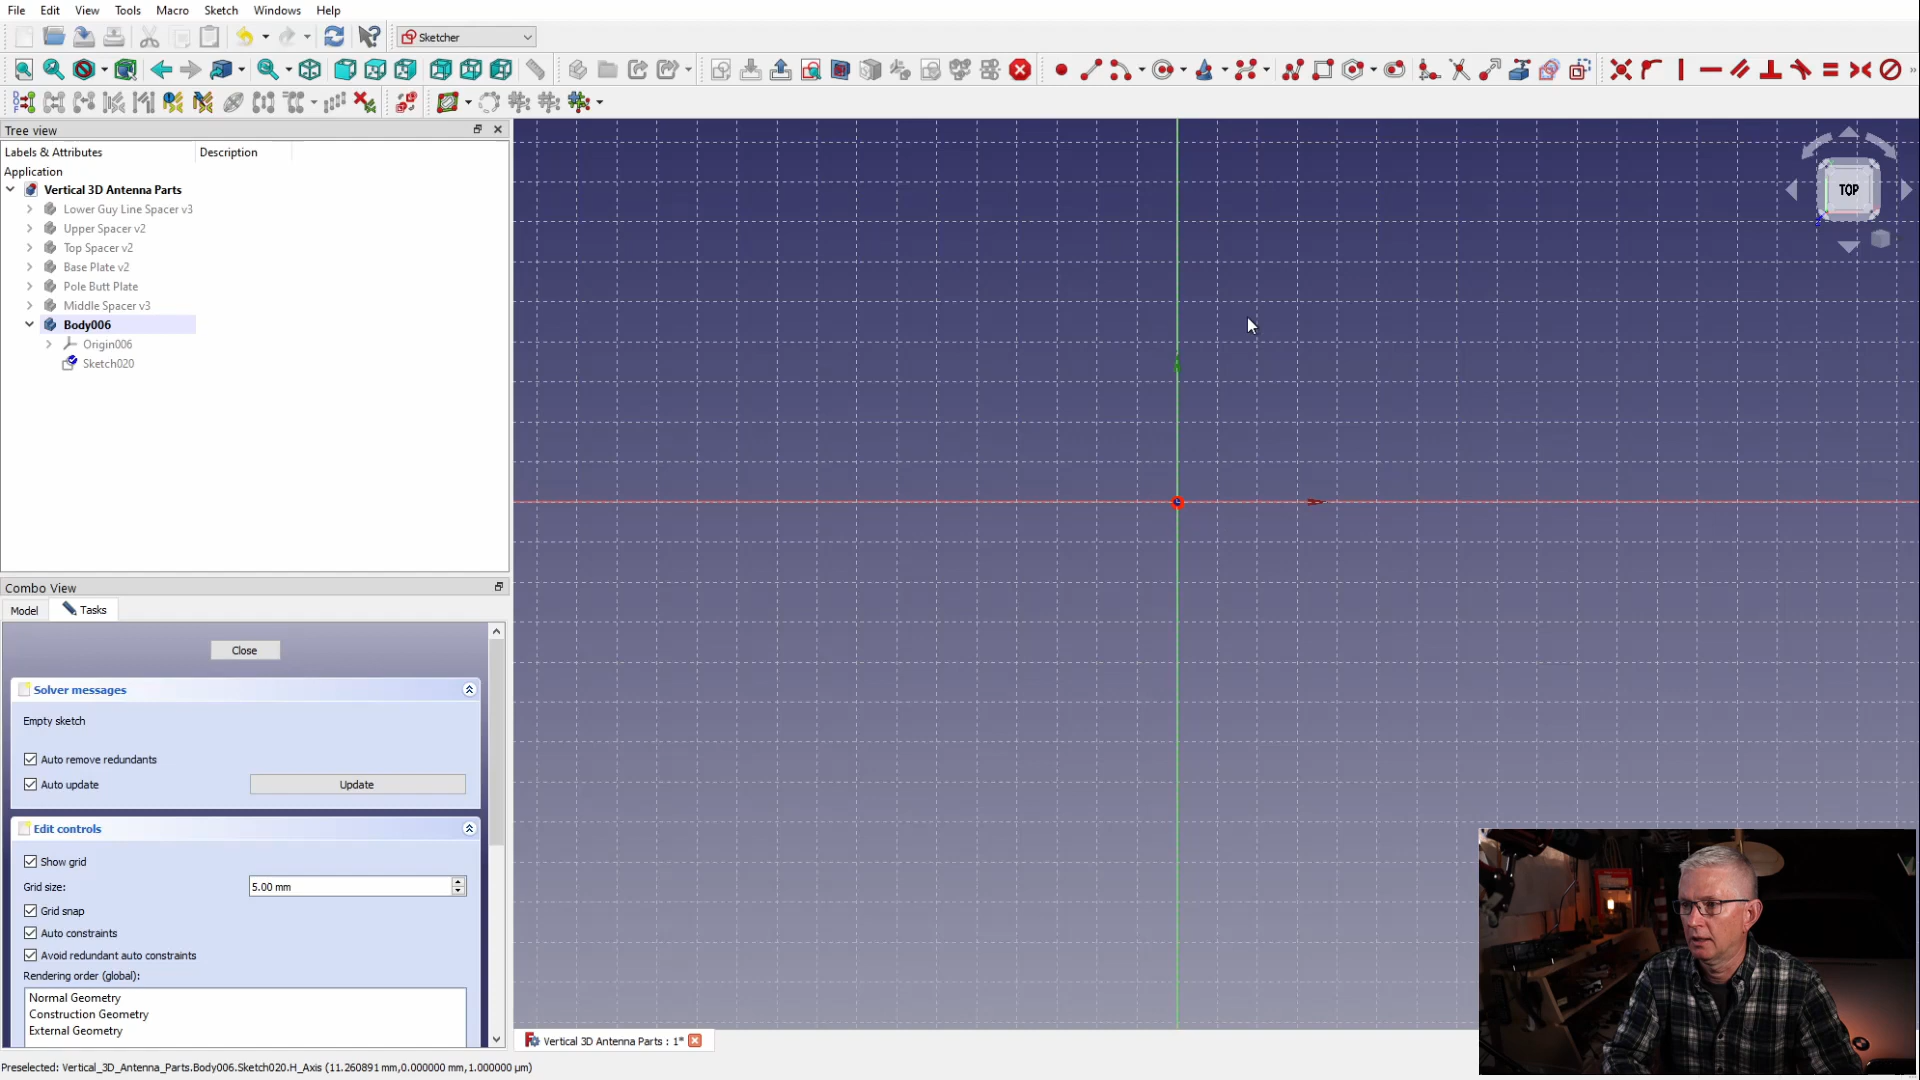 File Edit View Tools Macro Sketch Windows Help
Sketcher
Tree view
Labels & Attributes Description
Application
Vertical 3D Antenna Parts
Lower Guy Line Spacer v3
Upper Spacer v2
Top Spacer v2
Base Plate v2
Pole Butt Plate
Middle Spacer v3
Body006
Origin006
Sketch020
TOP
Combo View
Model Tasks
Close
Solver messages
Empty sketch
Auto remove redundants
Auto update Update
Edit controls
Show grid
Grid size: 5.00 mm
Grid snap
Auto constraints
Avoid redundant auto constraints
Rendering order (global):
Normal Geometry
Construction Geometry
External Geometry
Vertical 3D Antenna Parts : 1*
Preselected: Vertical_3D_Antenna_Parts.Body006.Sketch020.H_Axis (11.260891 mm,0.000000 mm,1.000000 µm)